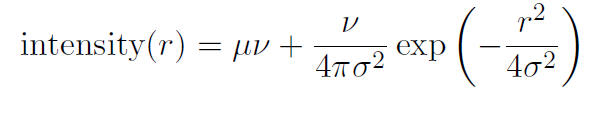 intensity(r) = μν + ν/(4πσ²) exp(−r²/(4σ²))